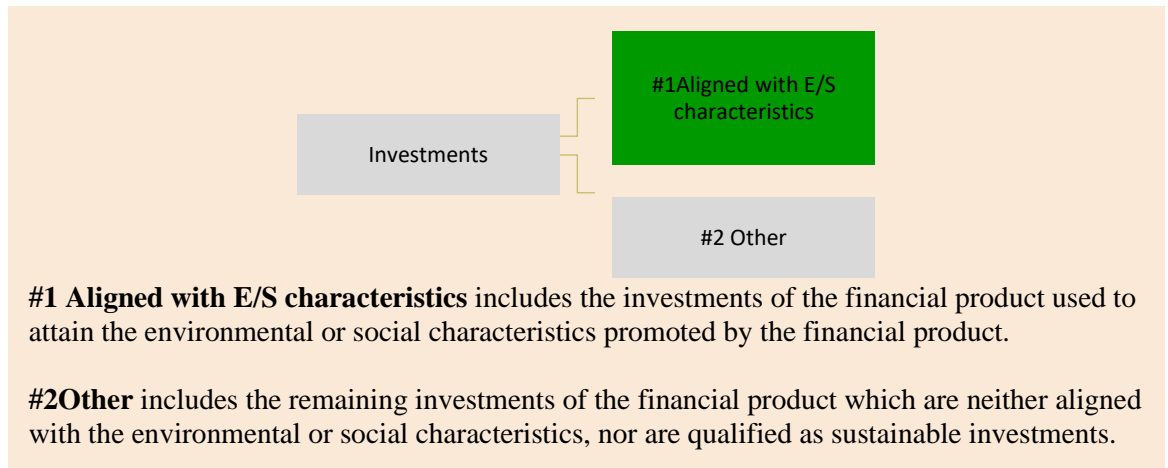 #1Aligned with E/S
characteristics
Investments
#2 Other
#1 Aligned with E/S characteristics includes the investments of the financial product used to
attain the environmental or social characteristics promoted by the financial product.
#2Other includes the remaining investments of the financial product which are neither aligned
with the environmental or social characteristics, nor are qualified as sustainable investments.